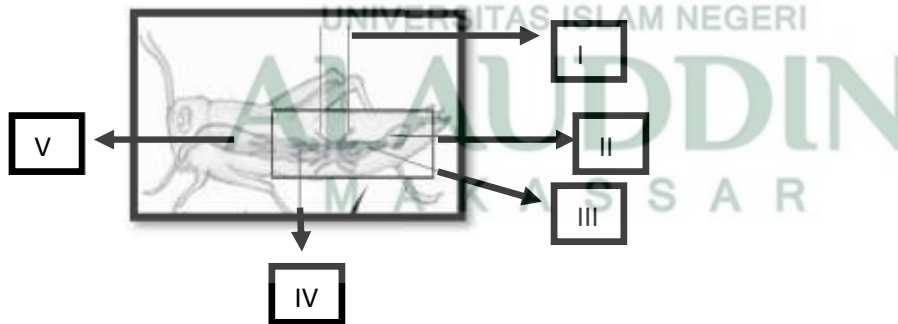 UNIVERSITAS ISLAM NEGERI
I
ALAUDDIN
V
II
MAKASSAR
III
IV